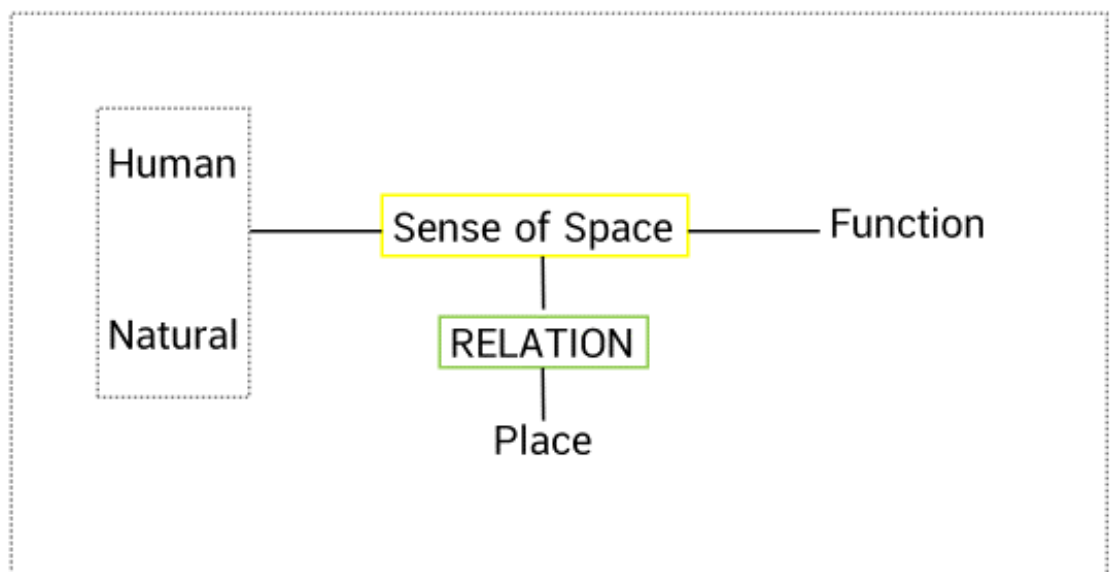 Human
Sense of Space
Function
Natural
RELATION
Place